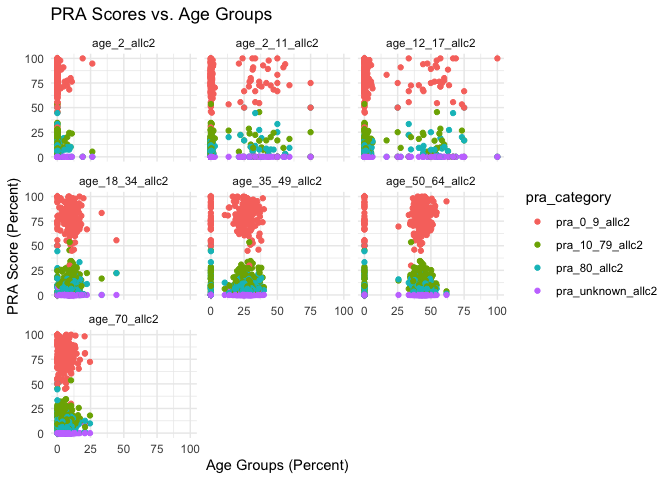 PRA Scores vs. Age Groups
age_2_allc2
age_2_11_allc2
age_12_17_allc2
100
75
50
25
0
age_18_34_allc2
age_35_49_allc2
age_50_64_allc2
100
75
50
25
0
age_70_allc2
100
75
50
25
0
0 25 50 75 100
0 25 50 75 100
0 25 50 75 100
PRA Score (Percent)
Age Groups (Percent)
pra_category
pra_0_9_allc2
pra_10_79_allc2
pra_80_allc2
pra_unknown_allc2